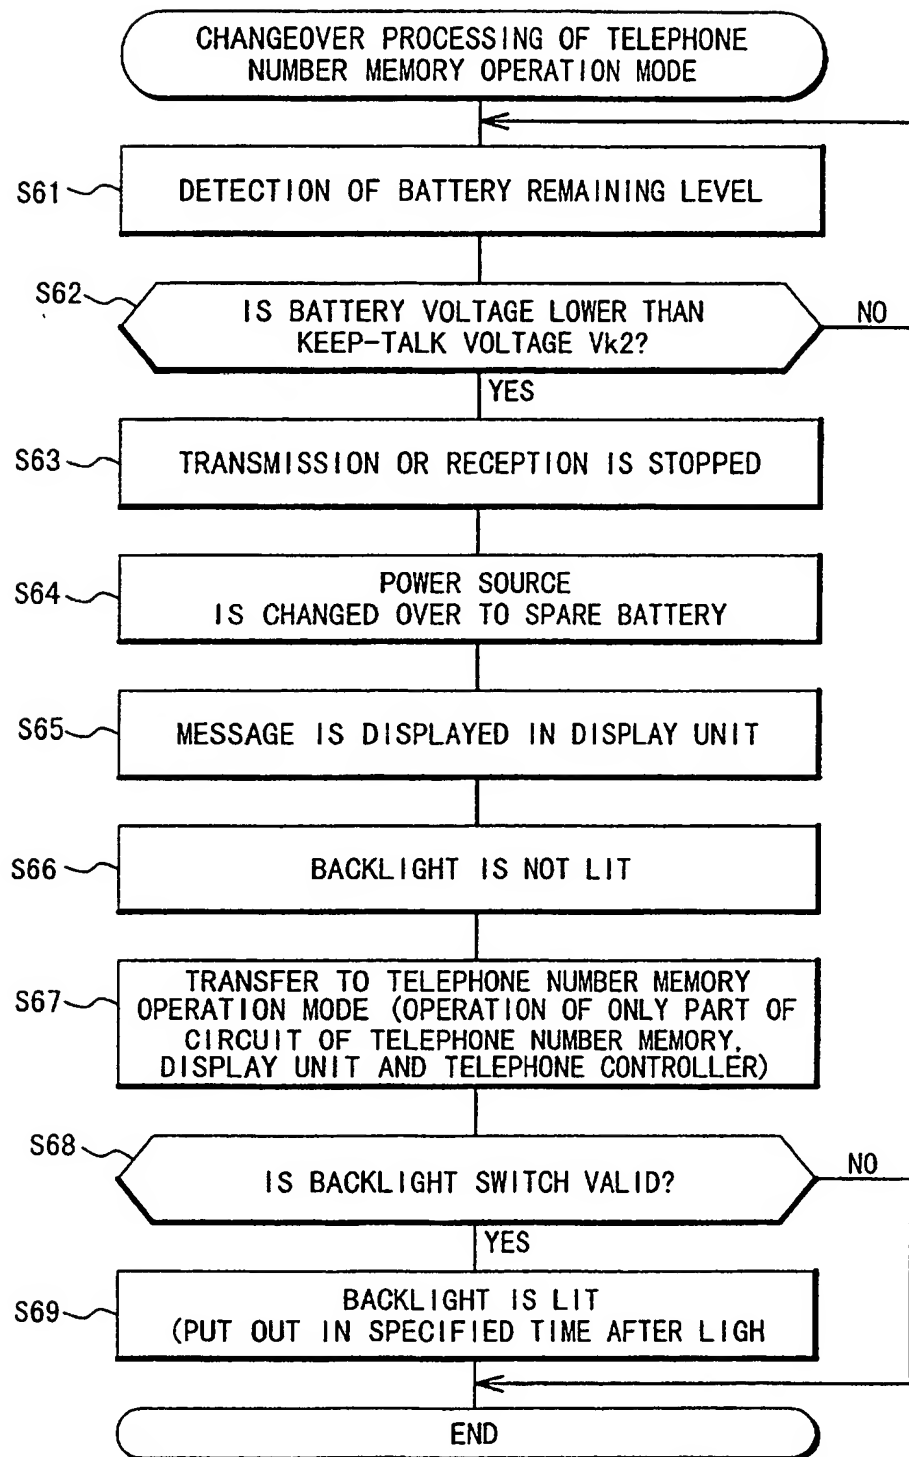 CHANGEOVER PROCESSING OF TELEPHONE
NUMBER MEMORY OPERATION MODE
S61
DETECTION OF BATTERY REMAINING LEVEL
S62
IS BATTERY VOLTAGE LOWER THAN
KEEP-TALK VOLTAGE Vk2?
NO
YES
S63
TRANSMISSION OR RECEPTION IS STOPPED
S64
POWER SOURCE
IS CHANGED OVER TO SPARE BATTERY
S65
MESSAGE IS DISPLAYED IN DISPLAY UNIT
S66
BACKLIGHT IS NOT LIT
S67
TRANSFER TO TELEPHONE NUMBER MEMORY
OPERATION MODE (OPERATION OF ONLY PART OF
CIRCUIT OF TELEPHONE NUMBER MEMORY,
DISPLAY UNIT AND TELEPHONE CONTROLLER)
S68
IS BACKLIGHT SWITCH VALID?
NO
YES
S69
BACKLIGHT IS LIT
(PUT OUT IN SPECIFIED TIME AFTER LIGH
END